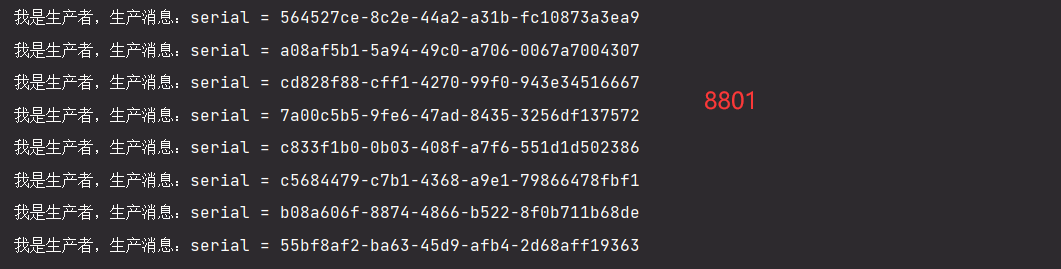 我是生产者，生产消息：serial = 564527ce-8c2e-44a2-a31b-fc10873a3ea9
我是生产者，生产消息：serial = a08af5b1-5a94-49c0-a706-0067a7004307
我是生产者，生产消息：serial = cd828f88-cff1-4270-99f0-943e34516667
8801
我是生产者，生产消息：serial = 7a00c5b5-9fe6-47ad-8435-3256df137572
我是生产者，生产消息：serial = c833f1b0-0b03-408f-a7f6-551d1d502386
我是生产者，生产消息：serial = c5684479-c7b1-4368-a9e1-79866478fbf1
我是生产者，生产消息：serial = b08a606f-8874-4866-b522-8f0b711b68de
我是生产者，生产消息：serial = 55bf8af2-ba63-45d9-afb4-2d68aff19363